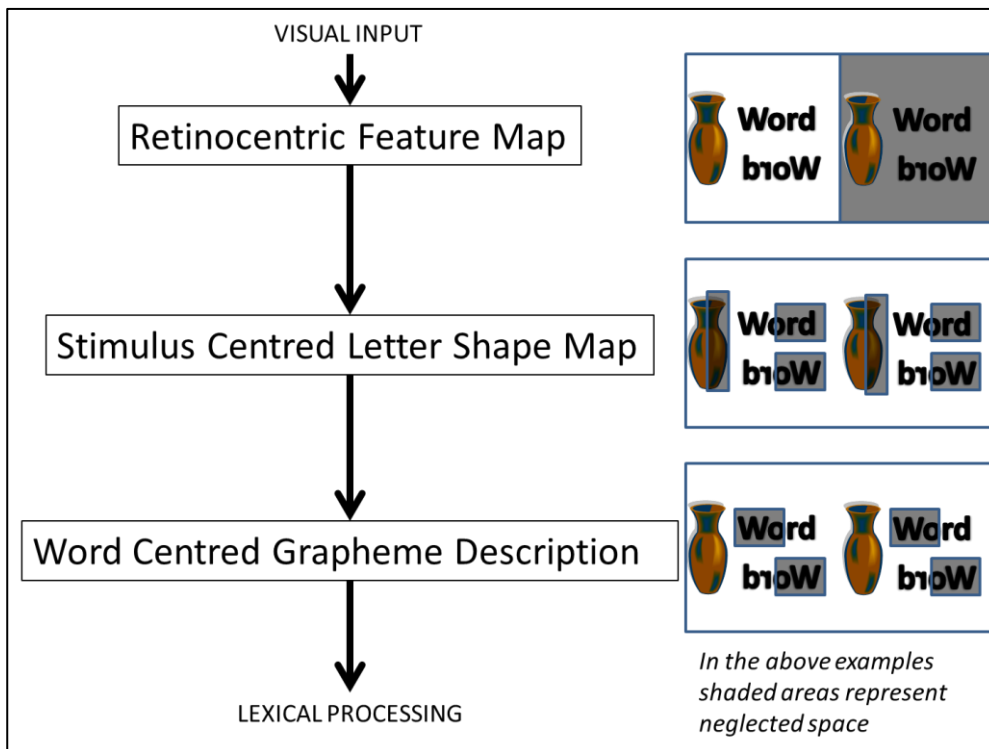 VISUAL INPUT
Retinocentric Feature Map
Word Word
broW broW
Stimulus Centred Letter Shape Map
Word Word
broW broW
Word Centred Grapheme Description
Word Word
broW broW
LEXICAL PROCESSING
In the above examples
shaded areas represent
neglected space